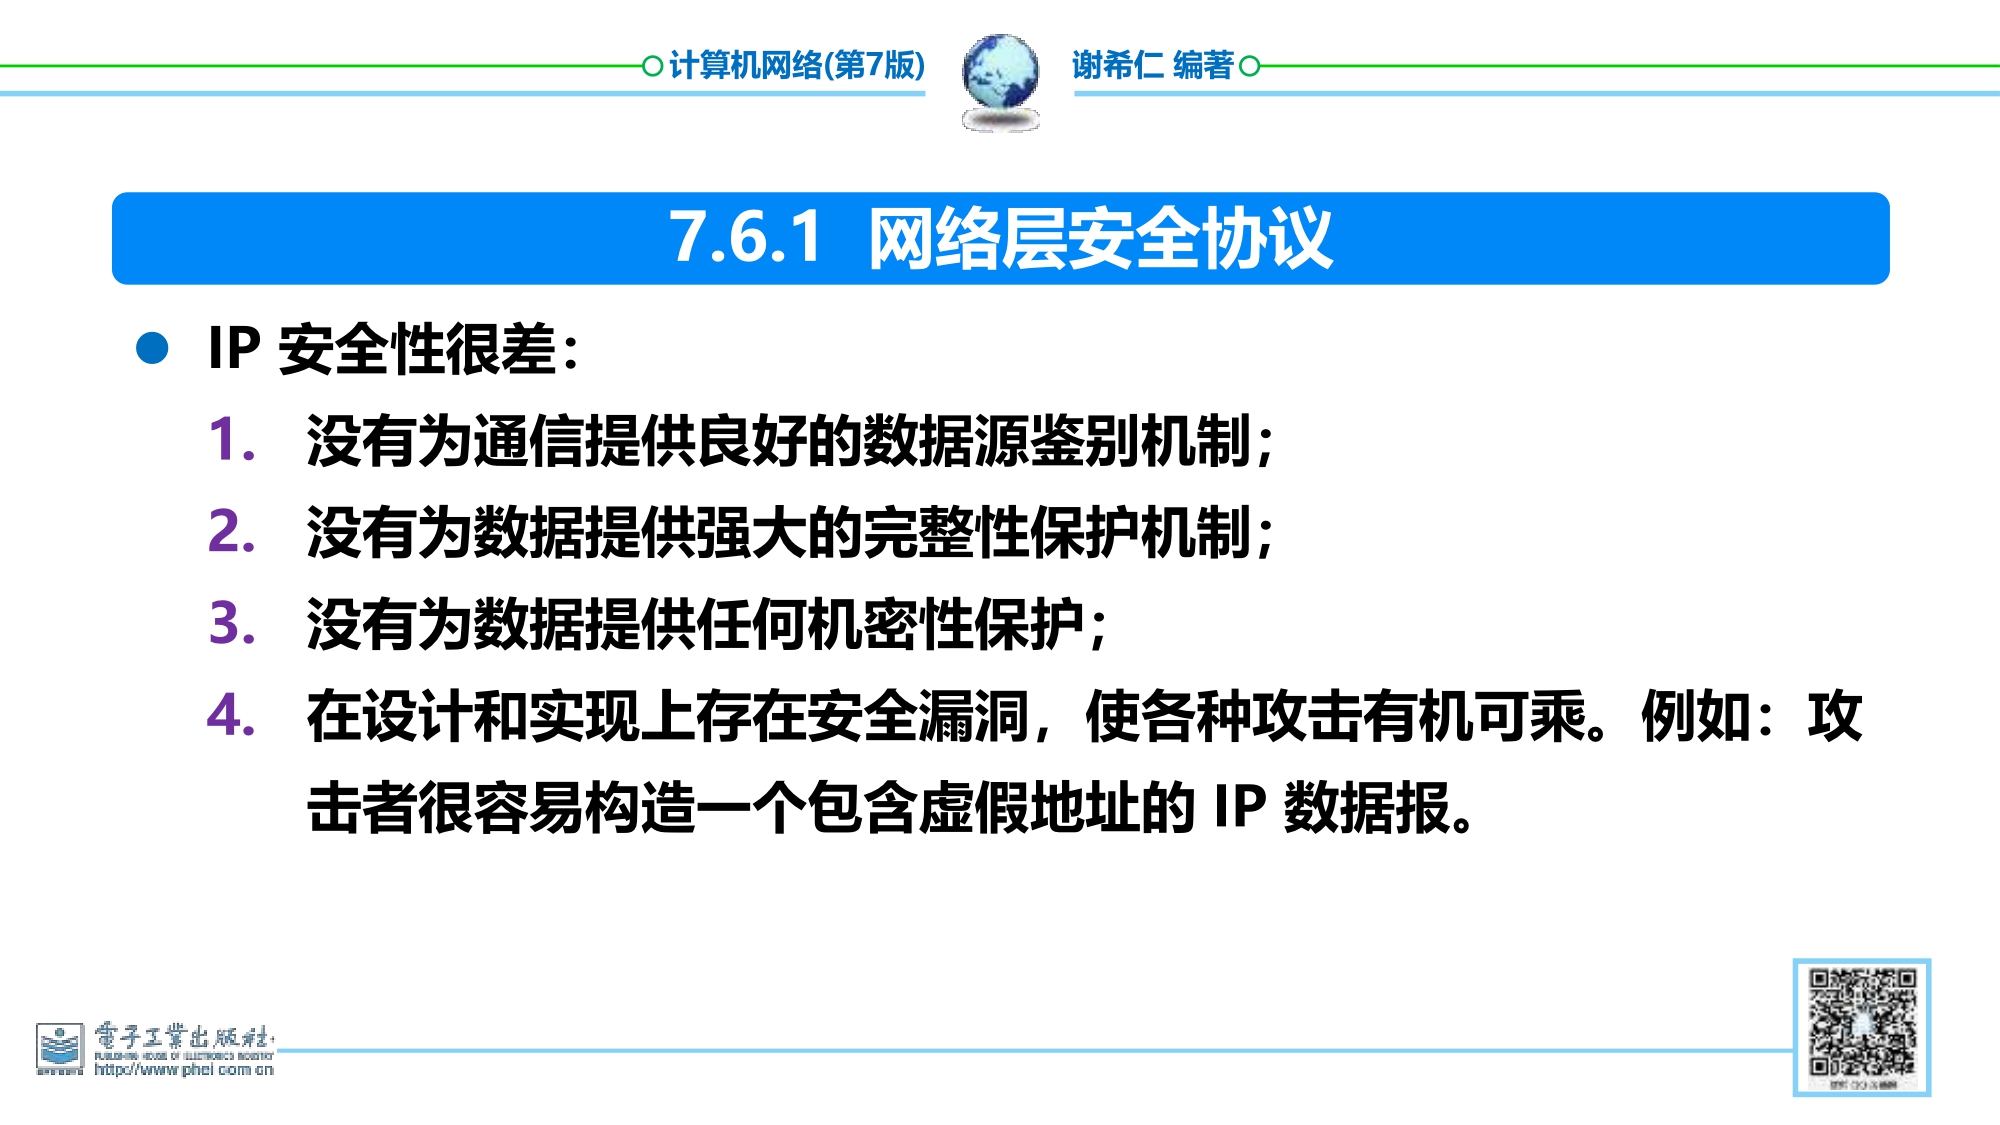 计算机网络(第7版) 谢希仁 编著
7.6.1 网络层安全协议
● IP 安全性很差：
1. 没有为通信提供良好的数据源鉴别机制；
2. 没有为数据提供强大的完整性保护机制；
3. 没有为数据提供任何机密性保护；
4. 在设计和实现上存在安全漏洞，使各种攻击有机可乘。例如：攻
击者很容易构造一个包含虚假地址的 IP 数据报。
電子工業出版社
PUBLISHING HOUSE OF ELECTRONICS INDUSTRY
http://www.phei.com.cn